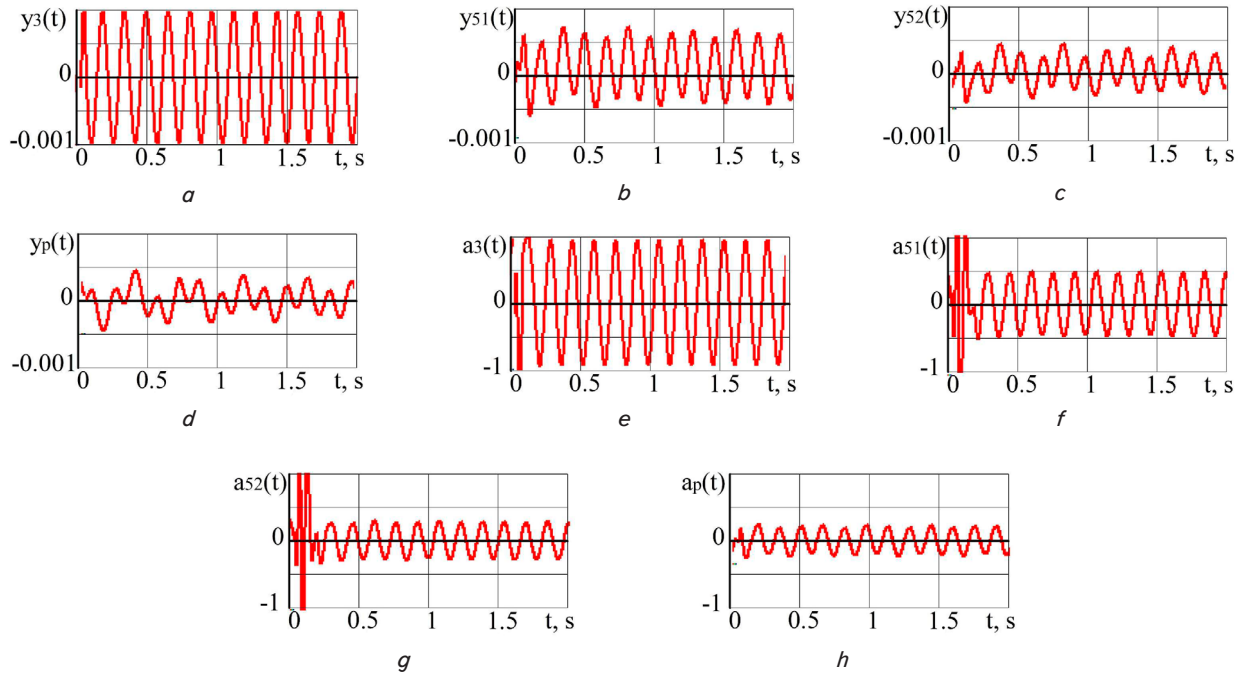 y3(t)
0
-0.001
0 0.5 1 1.5 t, s
a
y51(t)
0
-0.001
0 0.5 1 1.5 t, s
b
y52(t)
0
-0.001
0 0.5 1 1.5 t, s
c
yp(t)
0
-0.001
0 0.5 1 1.5 t, s
d
a3(t)
0
-1
0 0.5 1 1.5 t, s
e
a51(t)
0
-1
0 0.5 1 1.5 t, s
f
a52(t)
0
-1
0 0.5 1 1.5 t, s
g
ap(t)
0
-1
0 0.5 1 1.5 t, s
h